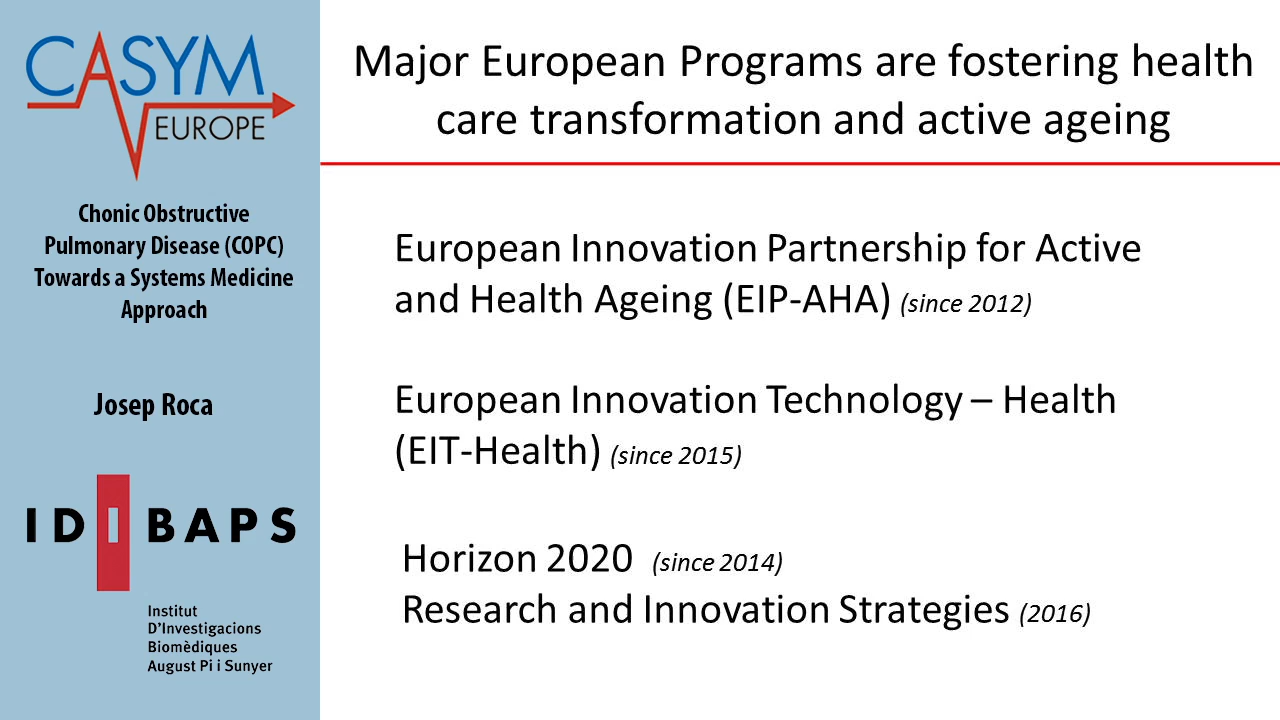 CASYM
EUROPE
Chonic Obstructive
Pulmonary Disease (COPC)
Towards a Systems Medicine
Approach
Josep Roca
IDIBAPS
Institut
D'Investigacions
Biomèdiques
August Pi i Sunyer
Major European Programs are fostering health
care transformation and active ageing
European Innovation Partnership for Active
and Health Ageing (EIP-AHA) (since 2012)
European Innovation Technology – Health
(EIT-Health) (since 2015)
Horizon 2020 (since 2014)
Research and Innovation Strategies (2016)